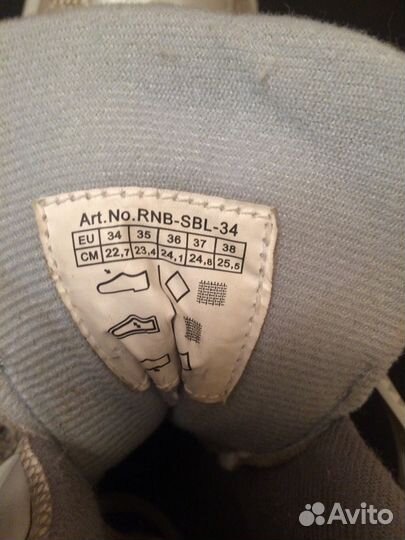 Art.No.RNB-SBL-34
EU 34 35 36 37 38
CM 22,7 23,4 24,1 24,8 25,5
Avito